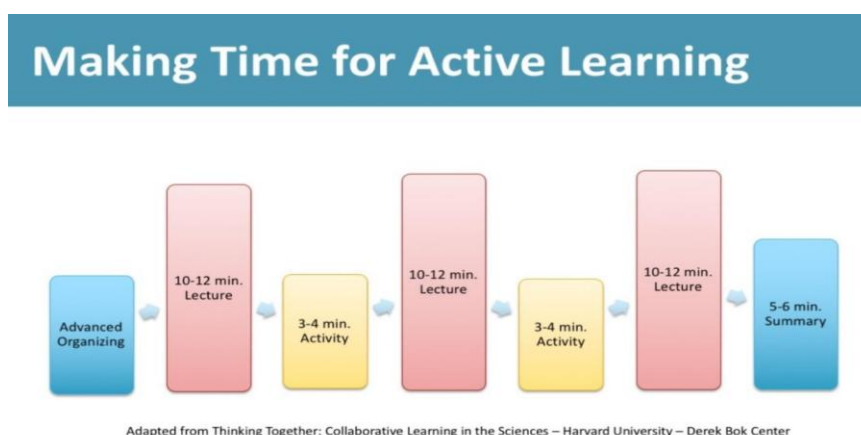 Making Time for Active Learning
Advanced
Organizing
10-12 min.
Lecture
3-4 min.
Activity
10-12 min.
Lecture
3-4 min.
Activity
10-12 min.
Lecture
5-6 min.
Summary
Adapted from Thinking Together: Collaborative Learning in the Sciences – Harvard University – Derek Bok Center